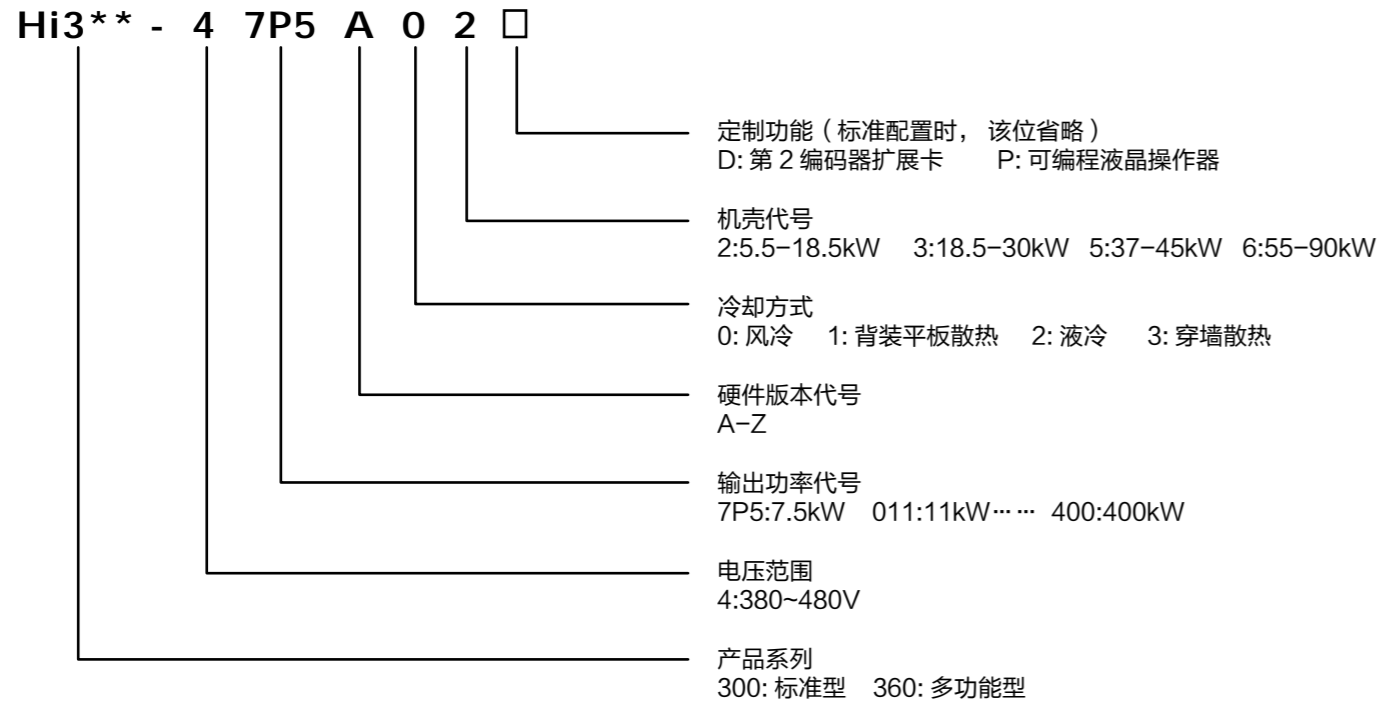 Hi3** - 4 7P5 A 0 2 □
定制功能（标准配置时， 该位省略）
D: 第 2 编码器扩展卡 P: 可编程液晶操作器
机壳代号
2:5.5-18.5kW 3:18.5-30kW 5:37-45kW 6:55-90kW
冷却方式
0: 风冷 1: 背装平板散热 2: 液冷 3: 穿墙散热
硬件版本代号
A-Z
输出功率代号
7P5:7.5kW 011:11kW…… 400:400kW
电压范围
4:380~480V
产品系列
300: 标准型 360: 多功能型